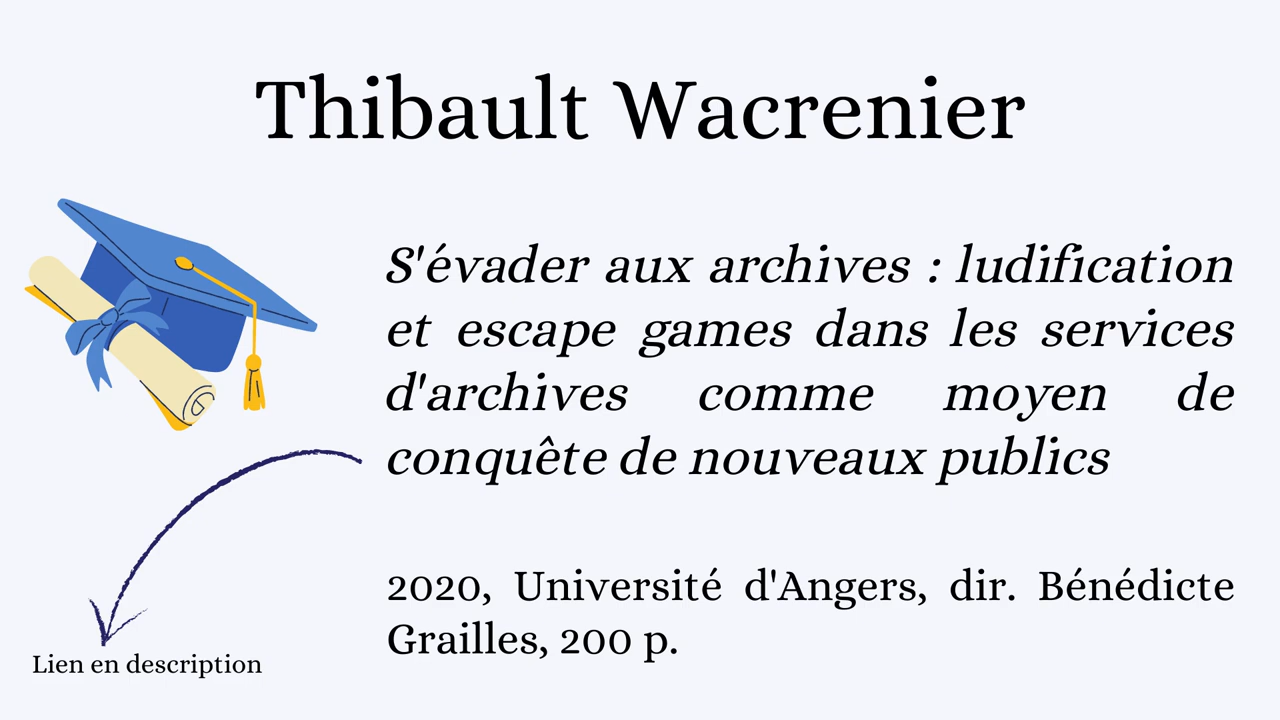 Thibault Wacrenier
S'évader aux archives : ludification
et escape games dans les services
d'archives comme moyen de
conquête de nouveaux publics
2020, Université d'Angers, dir. Bénédicte
Grailles, 200 p.
Lien en description